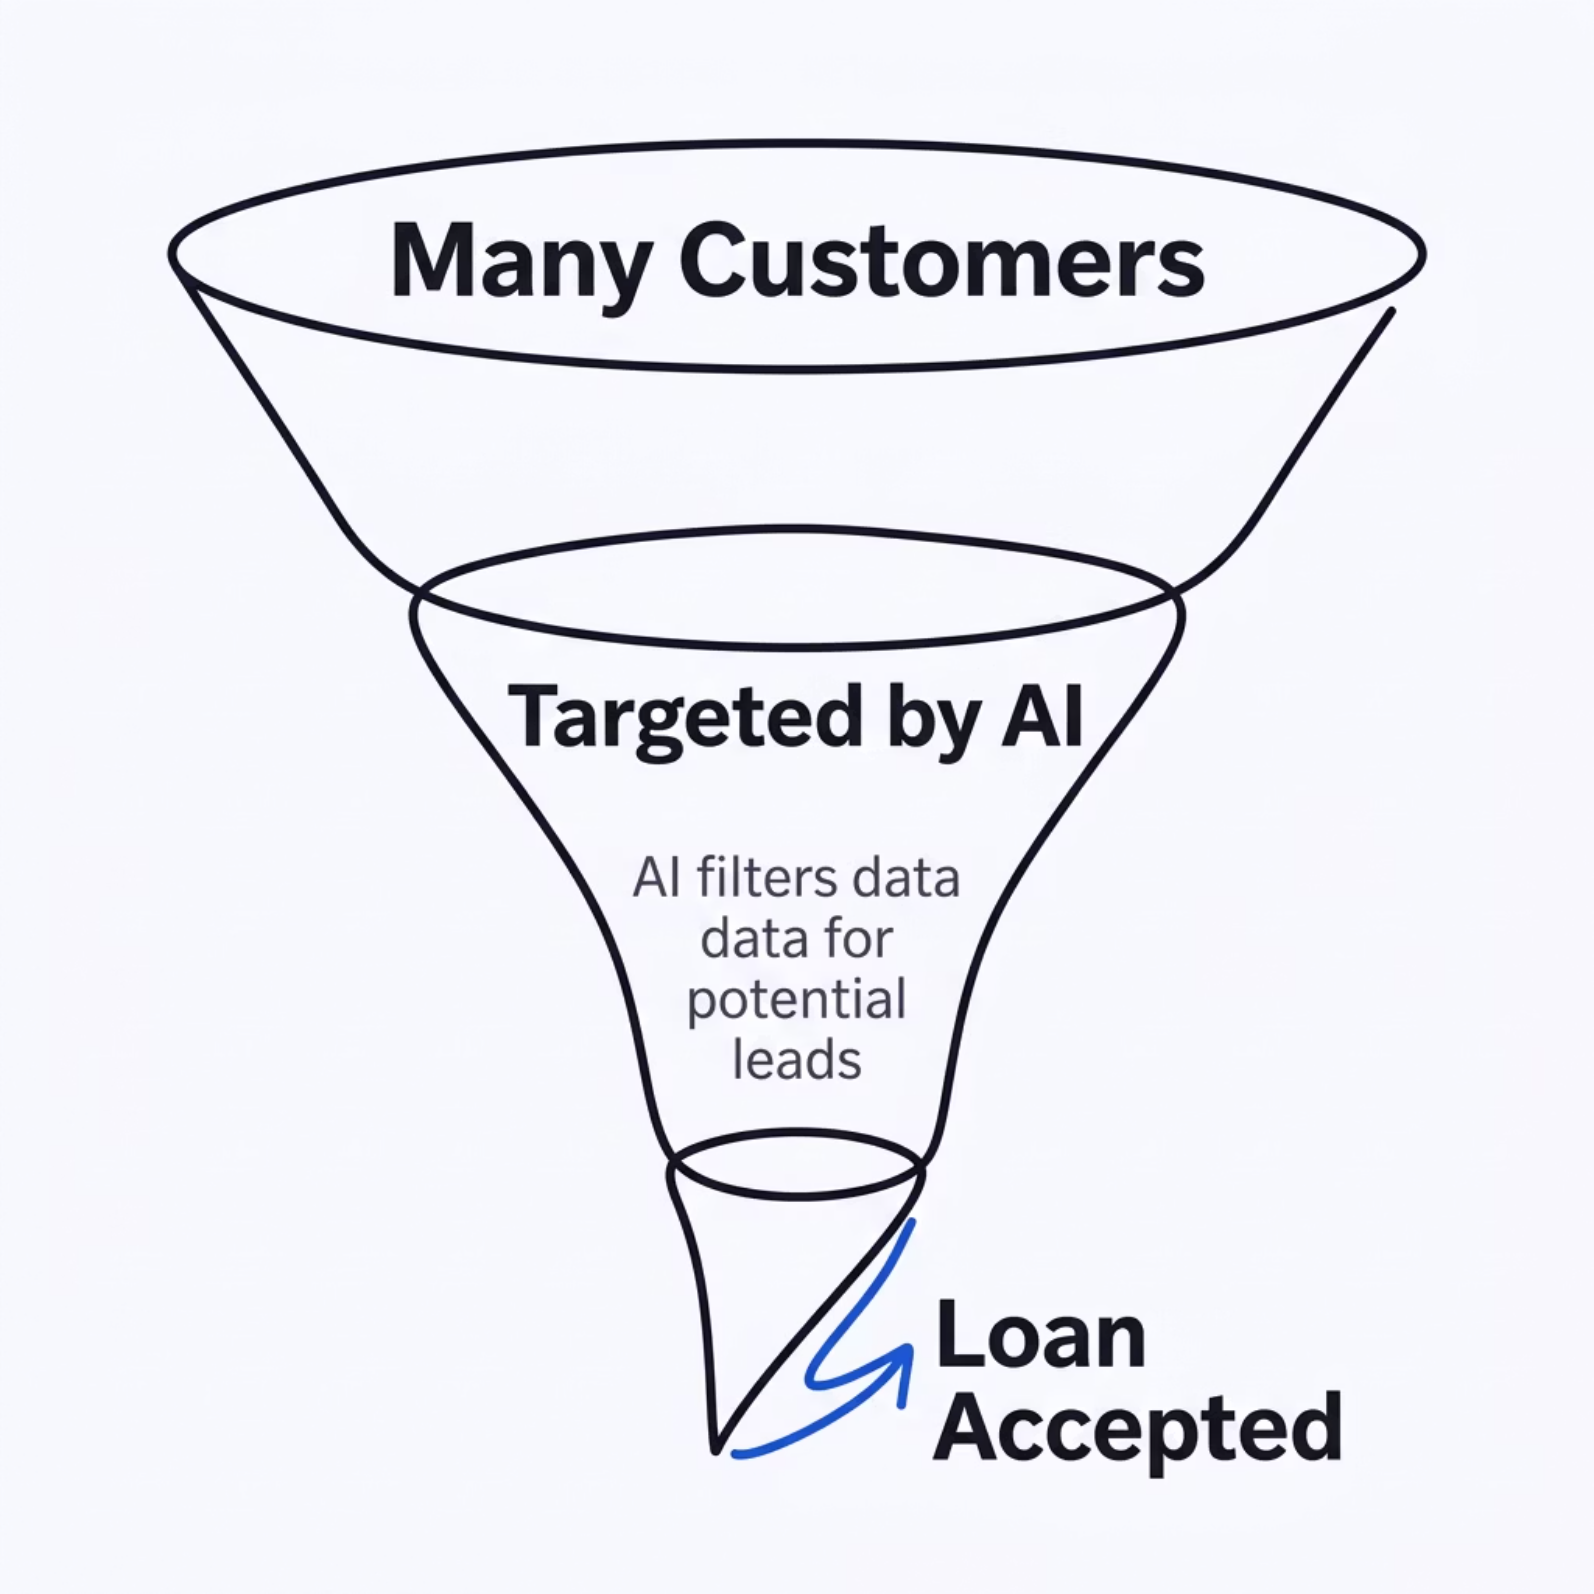 Many Customers
Targeted by AI
AI filters data
data for
potential
leads
Loan
Accepted